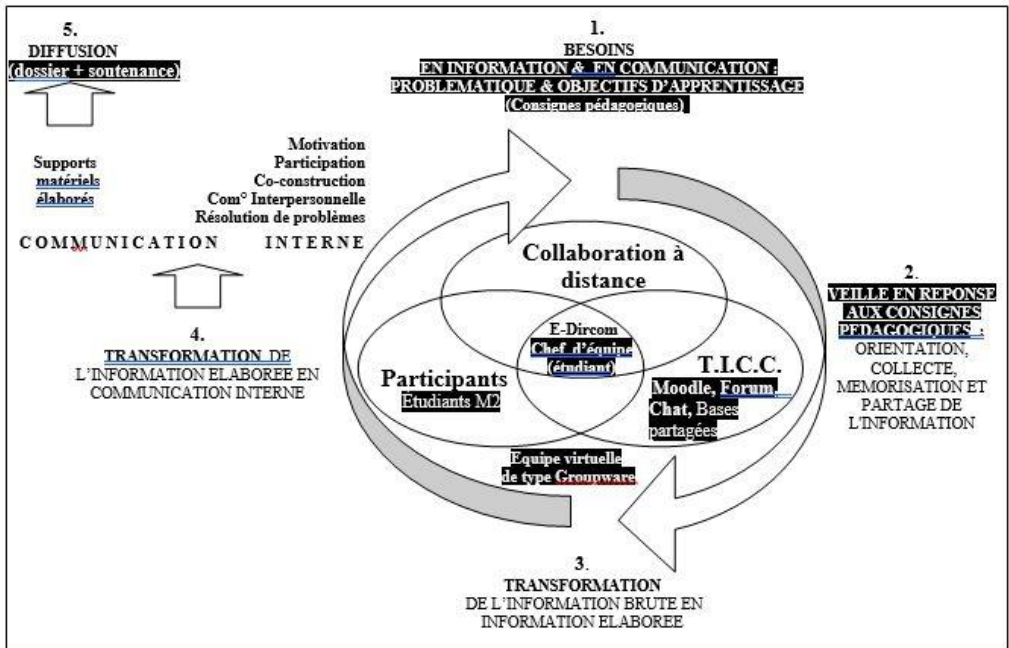 5.
DIFFUSION
(dossier + soutenance)
Supports
matériels
élaborés
1.
BESOINS
EN INFORMATION & EN COMMUNICATION :
PROBLEMATIQUE & OBJECTIFS D'APPRENTISSAGE
(Consignes pédagogiques)
Motivation
Participation
Co-construction
Com° Interpersonnelle
Résolution de problèmes
COMMUNICATION INTERNE
4.
TRANSFORMATION DE
L'INFORMATION ELABOREE EN
COMMUNICATION INTERNE
Collaboration à
distance
E-Dircom
Chef d'équipe
(étudiant)
Participants
Etudiants M2
T.I.C.C.
Moodle, Forum,
Chat, Bases
partagées
Equipe virtuelle
de type Groupware
2.
VEILLE EN REPONSE
AUX CONSIGNES
PEDAGOGIQUES :
ORIENTATION,
COLLECTE,
MEMORISATION ET
PARTAGE DE
L'INFORMATION
3.
TRANSFORMATION
DE L'INFORMATION BRUTE EN
INFORMATION ELABOREE